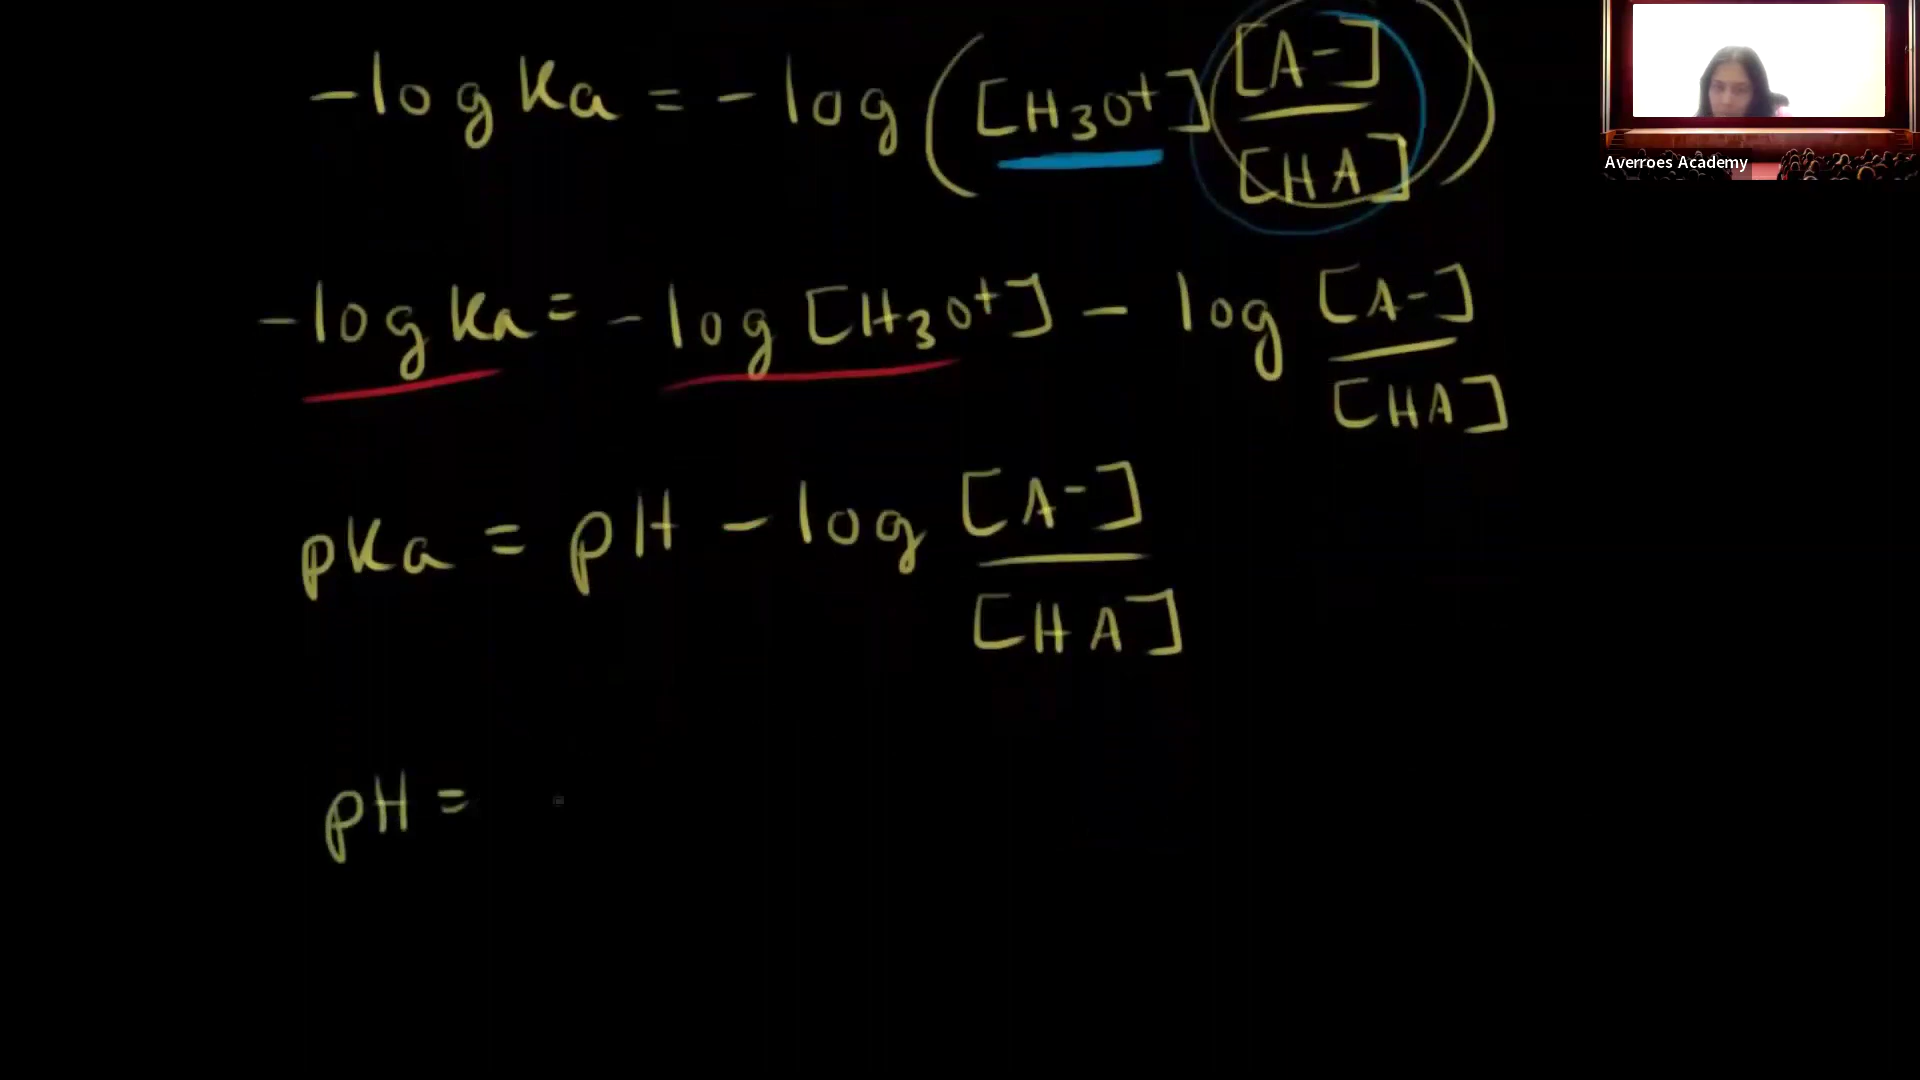 -log Ka = -log ([H3O+] [A-]/[HA])
-log Ka = -log [H3O+] - log [A-]/[HA]
pKa = pH - log [A-]/[HA]
pH =
Averroes Academy